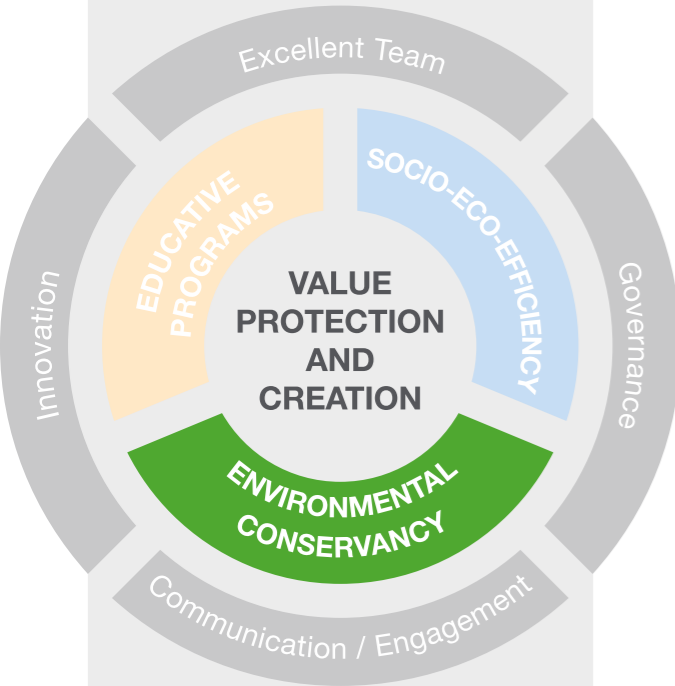 Excellent Team
EDUCATIVE
PROGRAMS
SOCIO-ECO-EFFICIENCY
Innovation
VALUE
PROTECTION
AND
CREATION
Governance
ENVIRONMENTAL
CONSERVANCY
Communication / Engagement